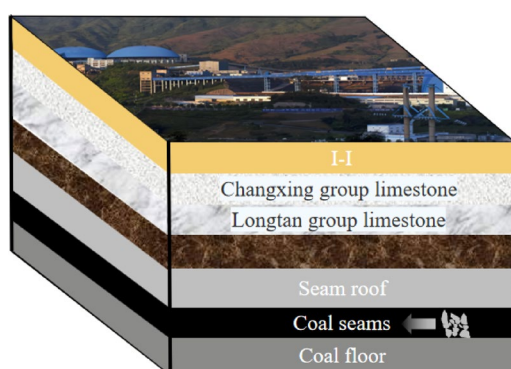 I-I
Changxing group limestone
Longtan group limestone
Seam roof
Coal seams
Coal floor